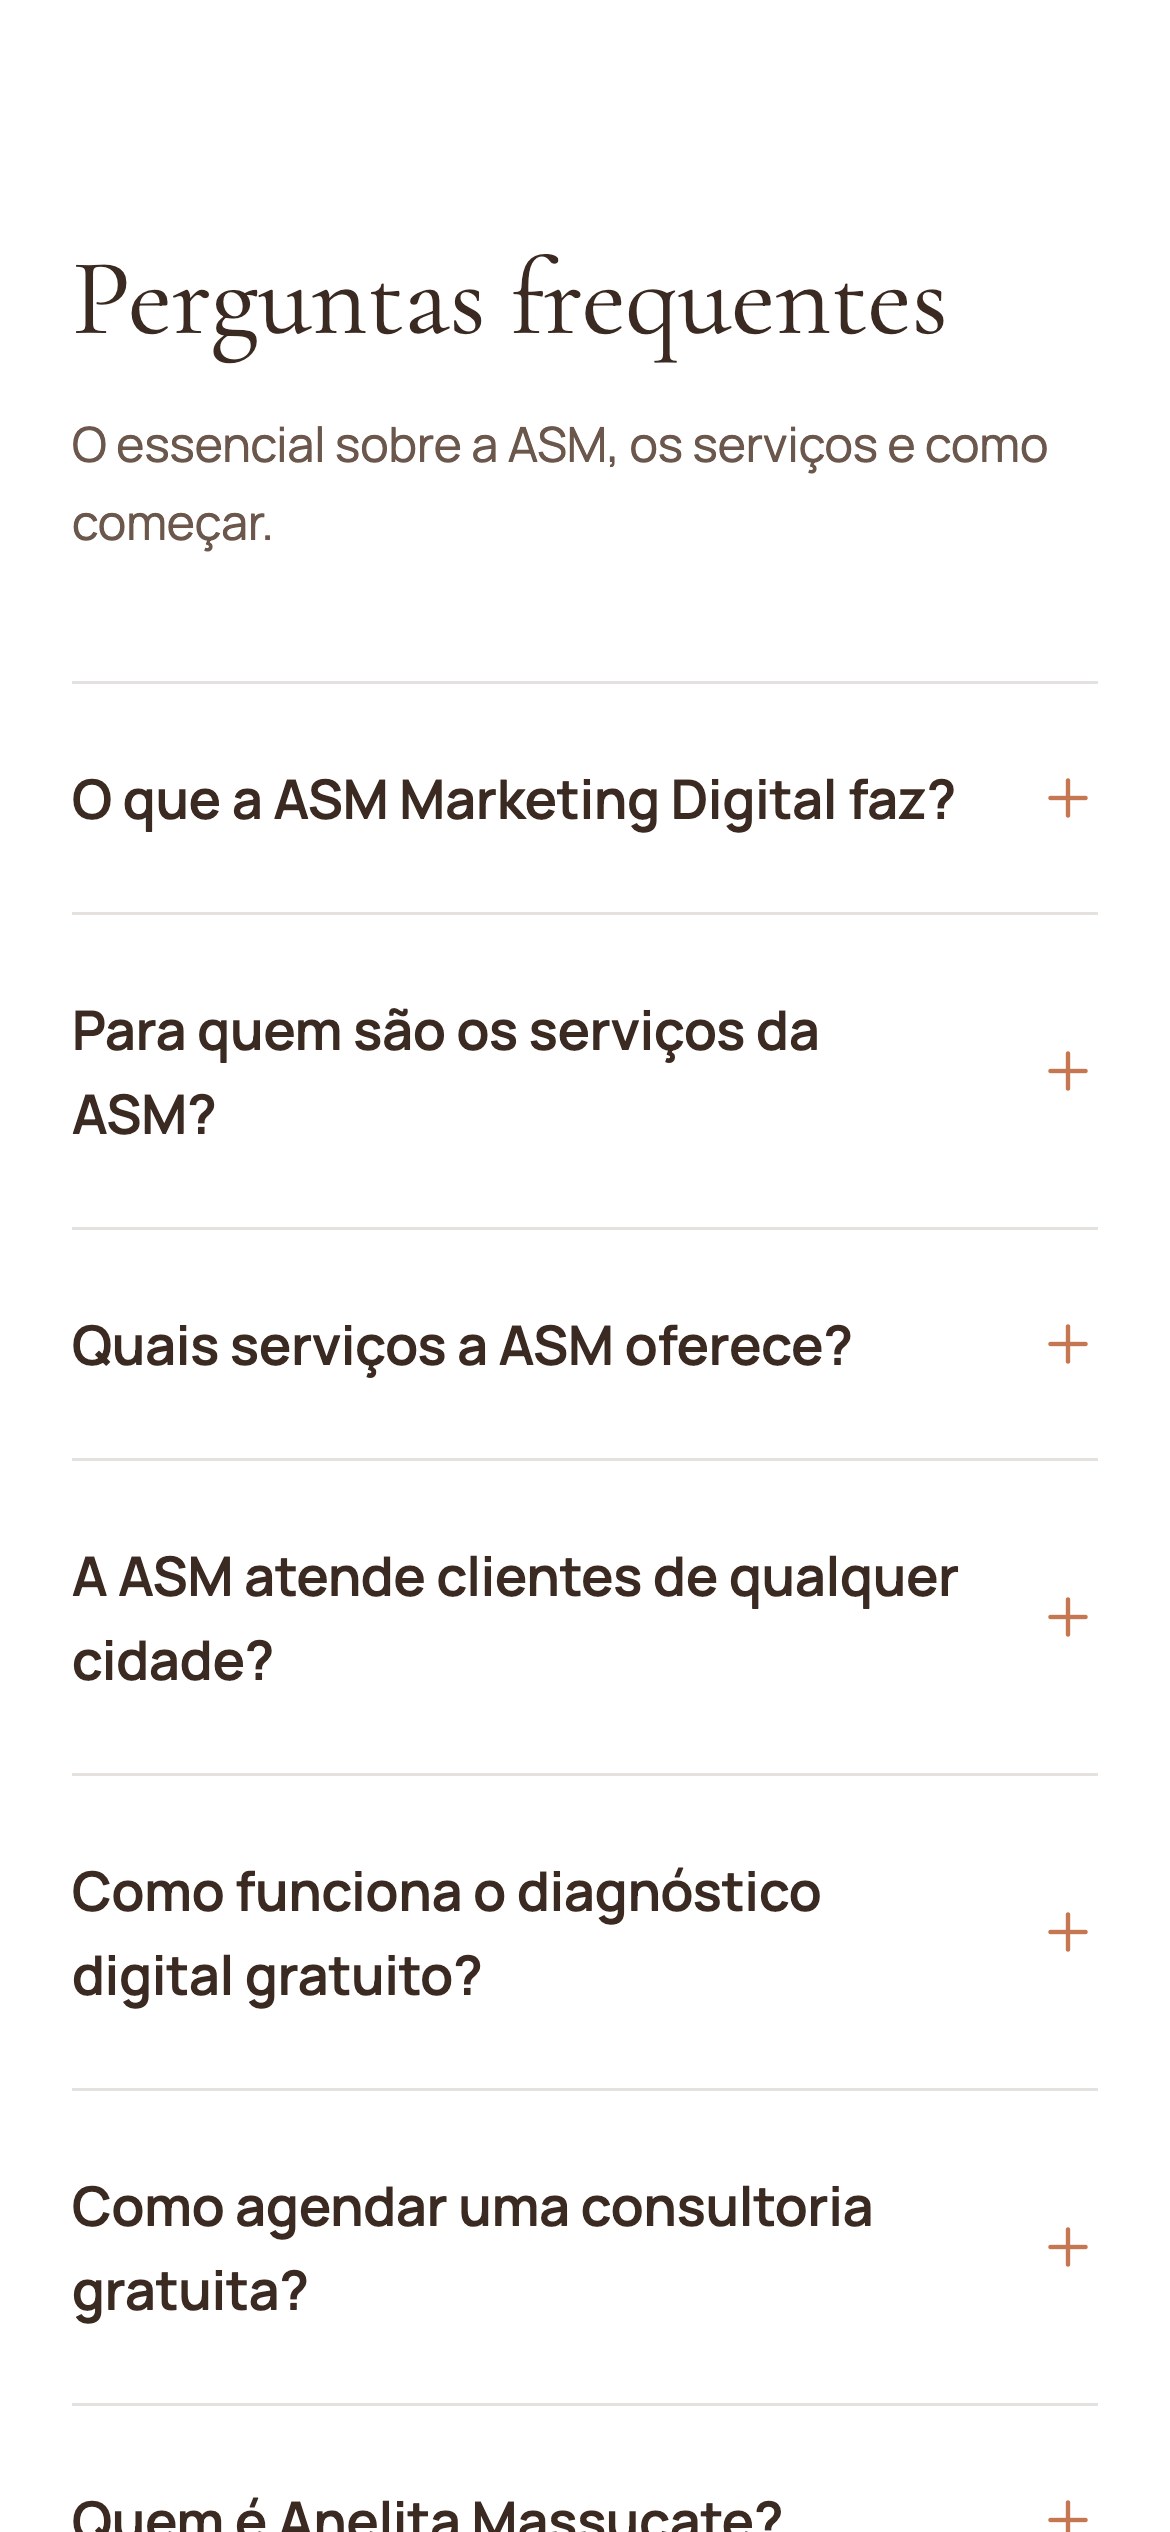 Perguntas frequentes
O essencial sobre a ASM, os serviços e como
começar.
O que a ASM Marketing Digital faz?
Para quem são os serviços da
ASM?
Quais serviços a ASM oferece?
A ASM atende clientes de qualquer
cidade?
Como funciona o diagnóstico
digital gratuito?
Como agendar uma consultoria
gratuita?
Quem é Anelita Massucate?